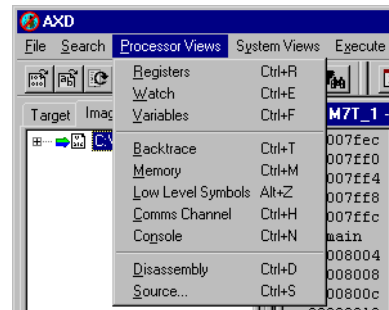 AXD
File Search Processor Views System Views Execute
Target Imag
Registers Ctrl+R
Watch Ctrl+E
Variables Ctrl+F
Backtrace Ctrl+T
Memory Ctrl+M
Low Level Symbols Alt+Z
Comms Channel Ctrl+H
Console Ctrl+N
Disassembly Ctrl+D
Source... Ctrl+S
C:\
M7T_1 -
007fec
007ff0
007ff4
007ff8
007ffc
main
008004
008008
00800c